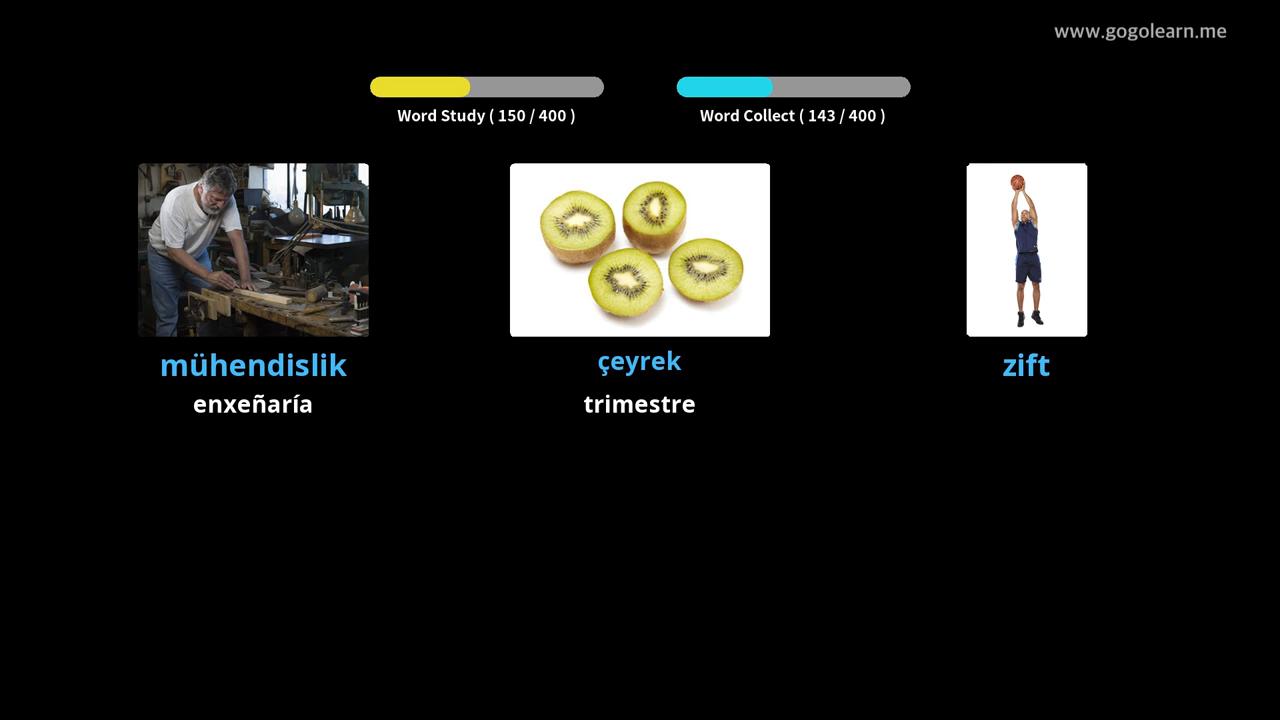 www.gogolearn.me
Word Study ( 150 / 400 )
Word Collect ( 143 / 400 )
mühendislik
enxeñaría
çeyrek
trimestre
zift